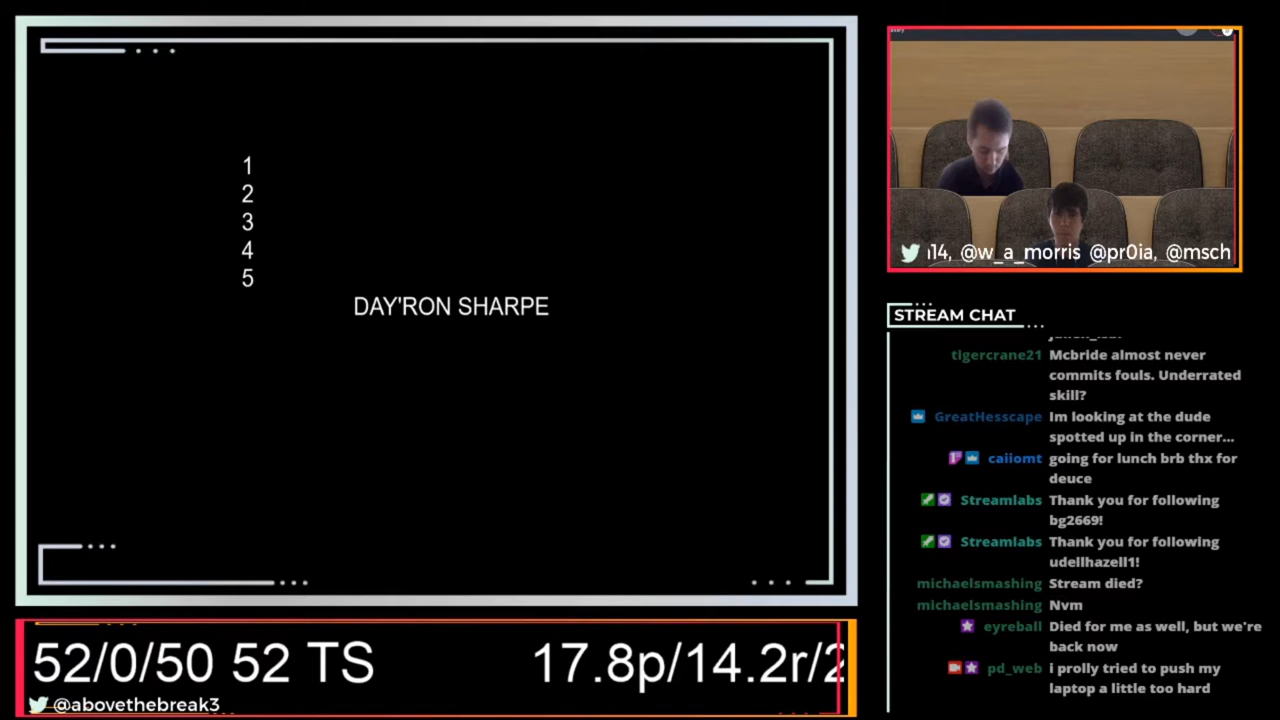 1
2
3
4
5
DAY'RON SHARPE
52/0/50 52 TS
17.8p/14.2r/2
@abovethebreak3
14, @w_a_morris @pr0ia, @msch
STREAM CHAT
tigercrane21 Mcbride almost never
commits fouls. Underrated
skill?
GreatHesscape Im looking at the dude
spotted up in the corner...
caiiomt going for lunch brb thx for
deuce
Streamlabs Thank you for following
bg2669!
Streamlabs Thank you for following
udellhazell1!
michaelsmashing Stream died?
michaelsmashing Nvm
eyreball Died for me as well, but we're
back now
pd_web i prolly tried to push my
laptop a little too hard